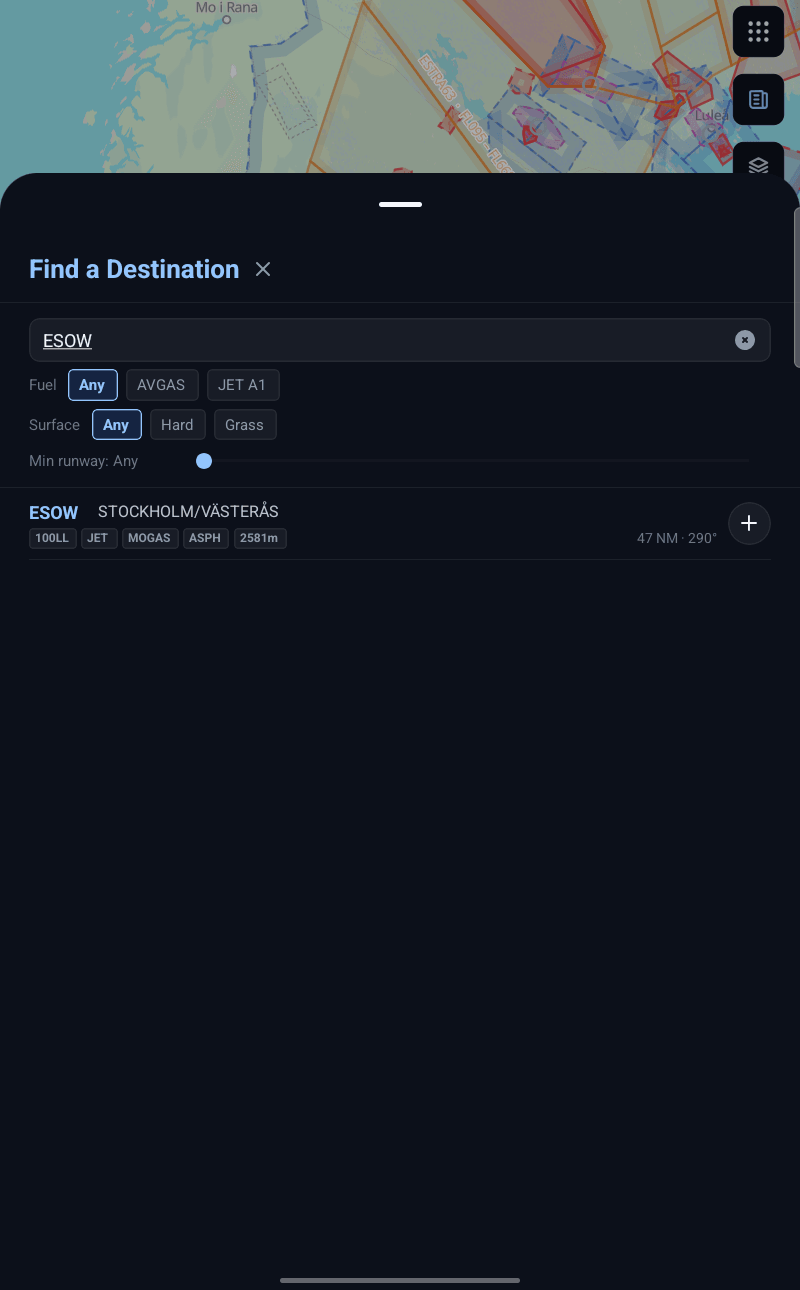 Mo i Rana
Luleå
Find a Destination
ESOW
Fuel Any AVGAS JET A1
Surface Any Hard Grass
Min runway: Any
ESOW STOCKHOLM/VÄSTERÅS
100LL JET MOGAS ASPH 2581m
47 NM · 290°